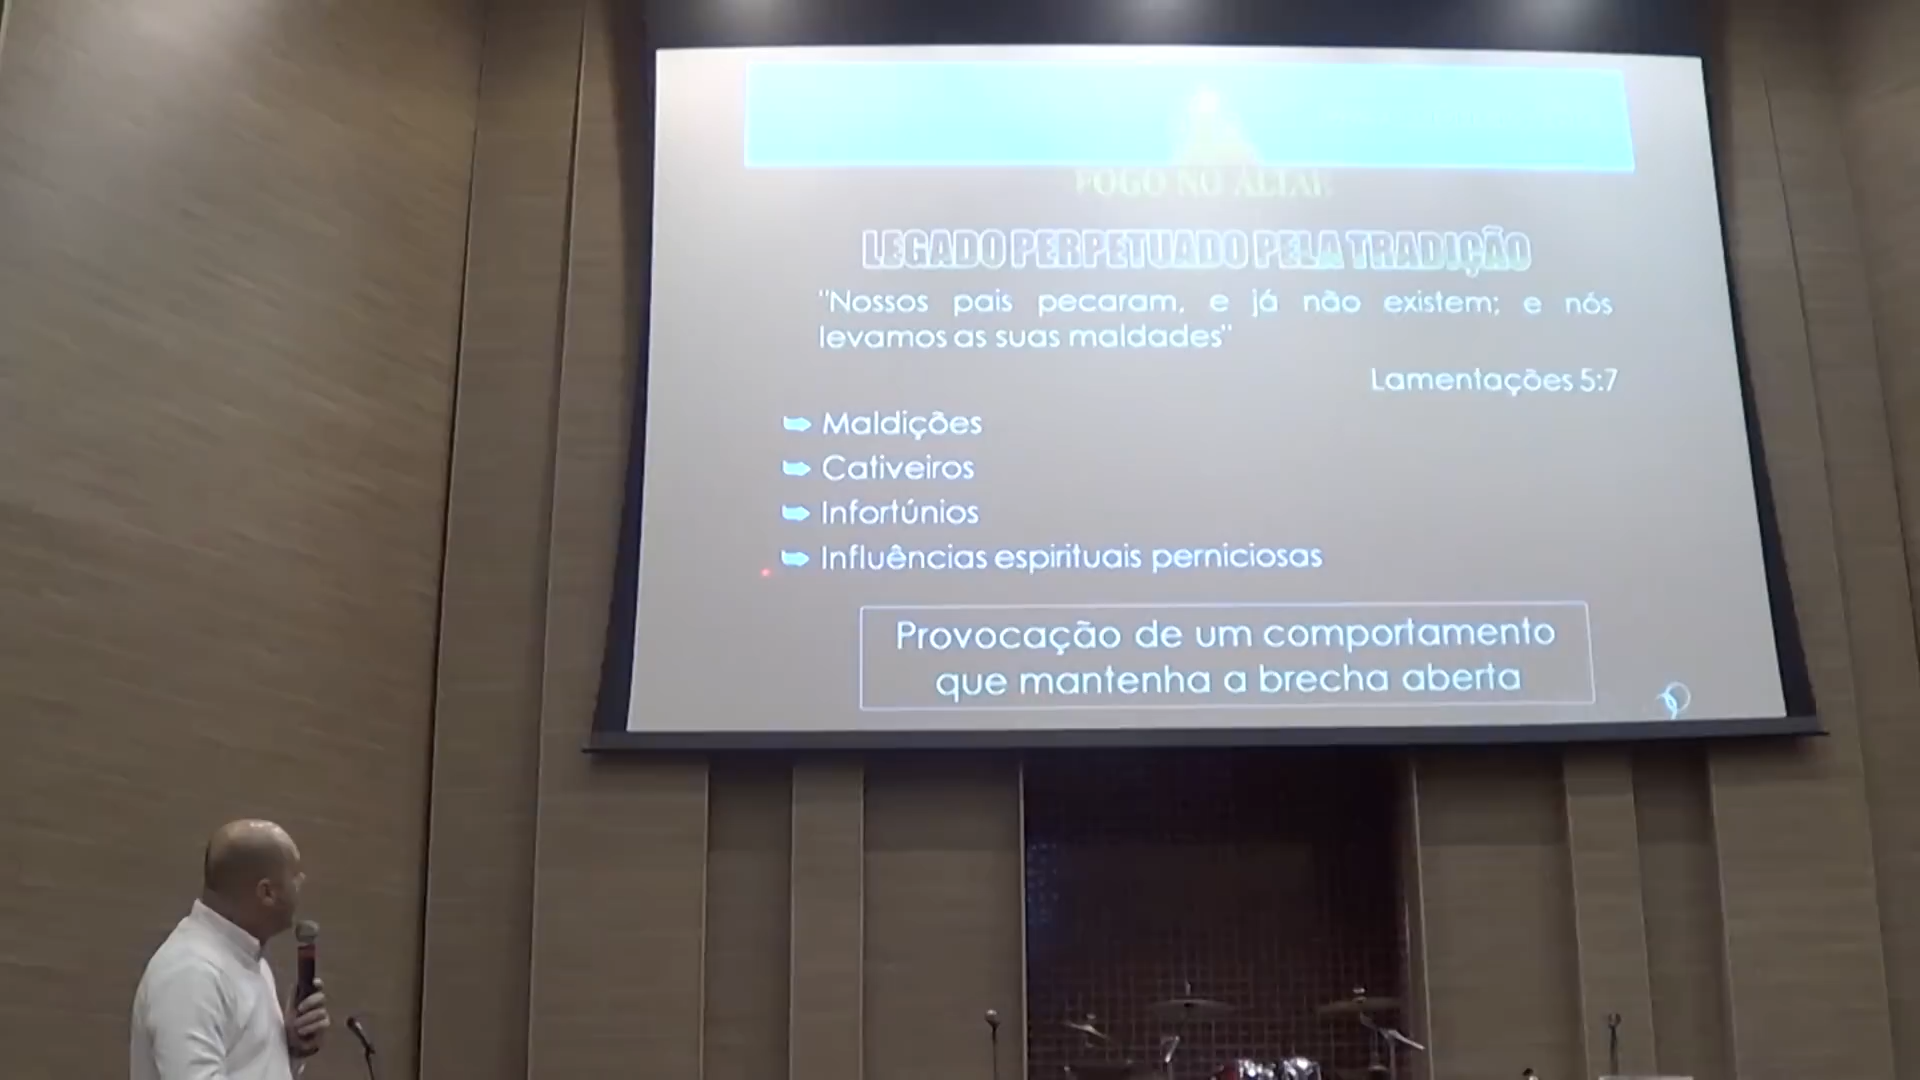 FOGO NO ALTAR
LEGADO PERPETUADO PELA TRADIÇÃO
"Nossos pais pecaram, e já não existem; e nós
levamos as suas maldades"
Lamentações 5:7
Maldições
Cativeiros
Infortúnios
Influências espirituais perniciosas
Provocação de um comportamento
que mantenha a brecha aberta